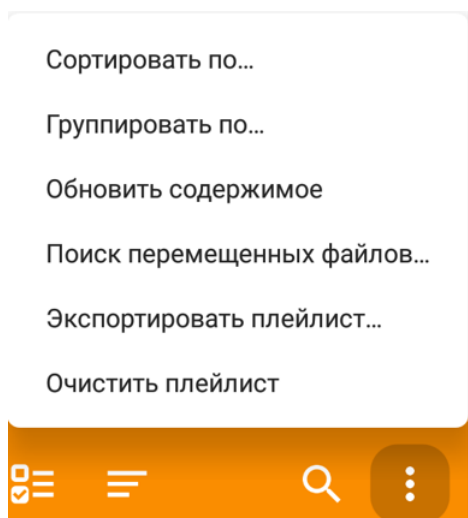 Сортировать по…
Группировать по…
Обновить содержимое
Поиск перемещенных файлов…
Экспортировать плейлист…
Очистить плейлист